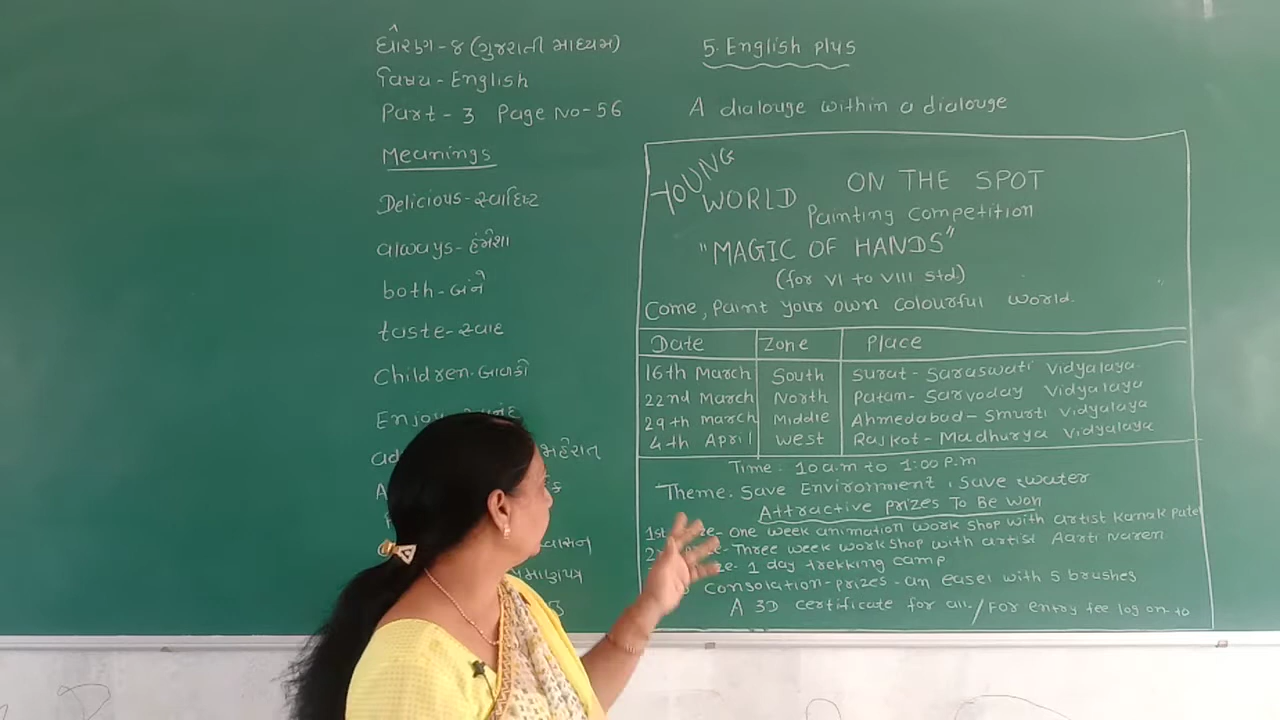 ધોરણ-૪ (ગુજરાતી માધ્યમ)
વિષય-English
Part-3 Page No-56
Meanings
Delicious-સ્વાદિષ્ટ
always-હંમેશા
both-બંને
taste-સ્વાદ
Children-બાળકો
Enjoy
5. English plus
A dialouge within a dialouge
YOUNG WORLD
ON THE SPOT
Painting Competition
"MAGIC OF HANDS"
(for VI to VIII Std.)
Come, Paint your own colourful world.
Date Zone Place
16th March South Surat-Saraswati Vidyalaya
22nd March North Patan-Sarvoday Vidyalaya
29th march Middle Ahmedabad-Smurti Vidyalaya
4th April West Rajkot-Madhurya Vidyalaya
Time: 10 a.m to 1:00 P.m
Theme. Save Environment, Save water
Attractive prizes To Be won
1st -one week animation work shop with artist Kanak Patel
-Three week work shop with artist Aarti Naren
-1 day trekking camp
Consolation-prizes-an easel with 5 brushes
A 3D certificate for all./For entry fee log on to